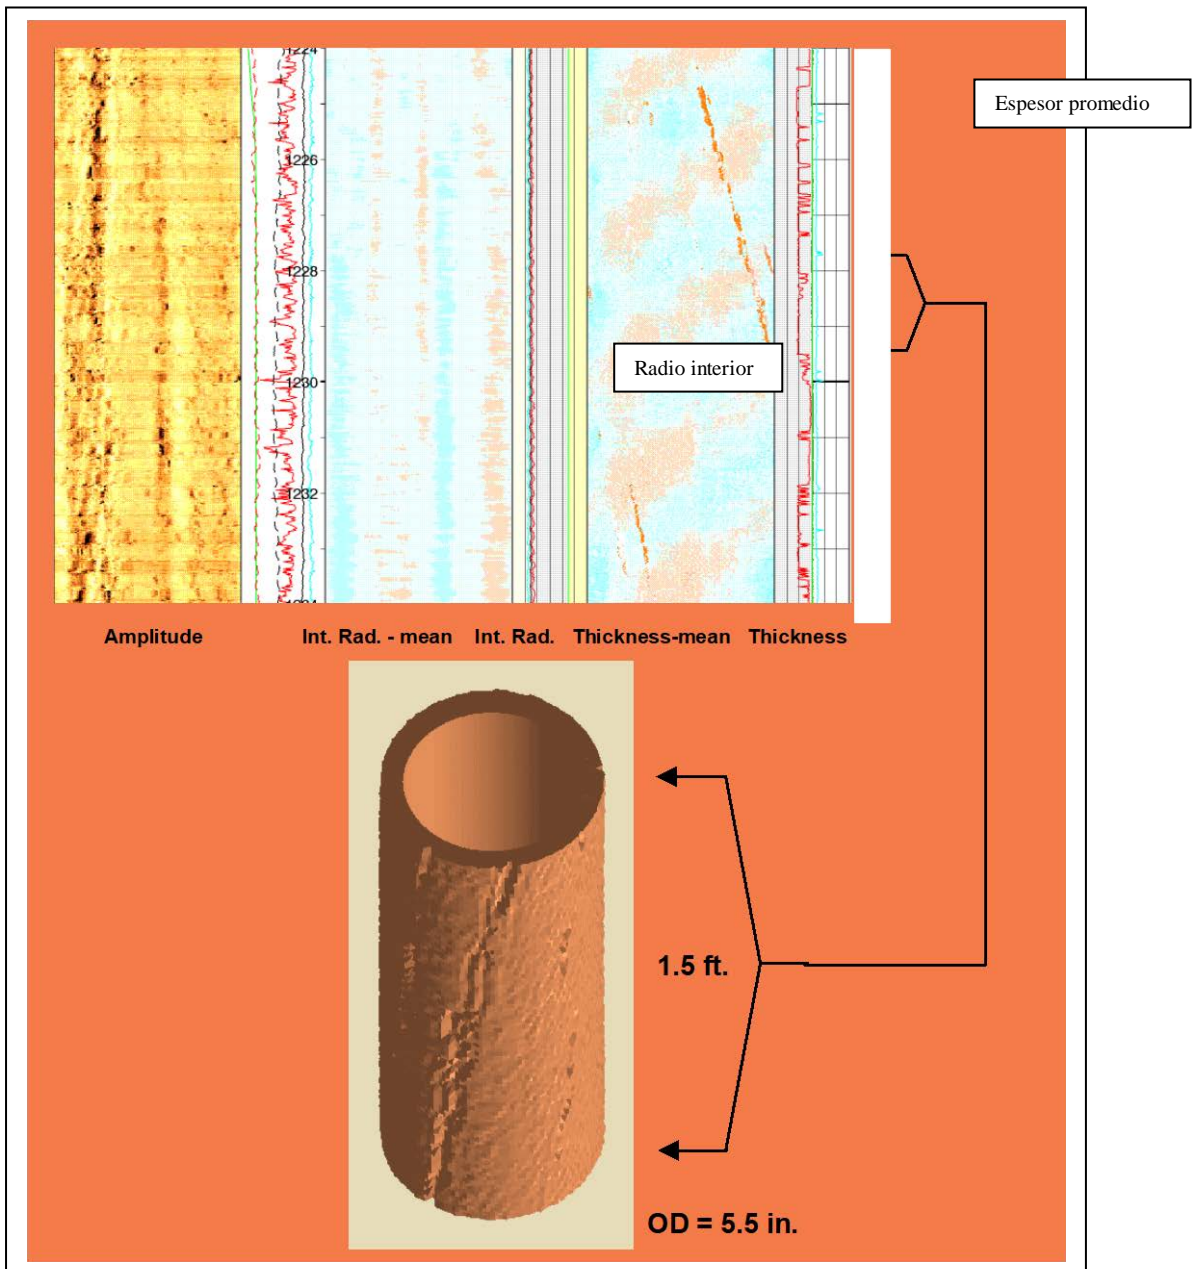 1224
Espesor promedio
1226
1228
Radio interior
1230
1232
Amplitude Int. Rad. - mean Int. Rad. Thickness-mean Thickness
1.5 ft.
OD = 5.5 in.